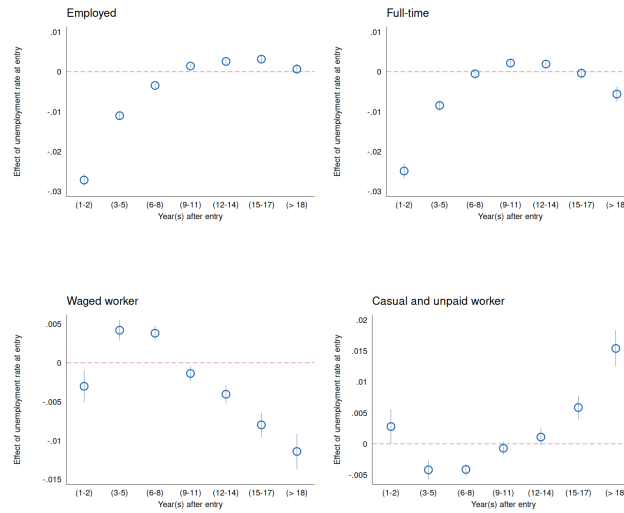 Employed
Effect of unemployment rate at entry
.01
0
-.01
-.02
-.03
(1-2) (3-5) (6-8) (9-11) (12-14) (15-17) (> 18)
Year(s) after entry
Full-time
Effect of unemployment rate at entry
.01
0
-.01
-.02
-.03
(1-2) (3-5) (6-8) (9-11) (12-14) (15-17) (> 18
Year(s) after entry
Waged worker
Effect of unemployment rate at entry
.005
0
-.005
-.01
-.015
(1-2) (3-5) (6-8) (9-11) (12-14) (15-17) (> 18)
Year(s) after entry
Casual and unpaid worker
Effect of unemployment rate at entry
.02
.015
.01
.005
0
-.005
(1-2) (3-5) (6-8) (9-11) (12-14) (15-17) (> 18)
Year(s) after entry